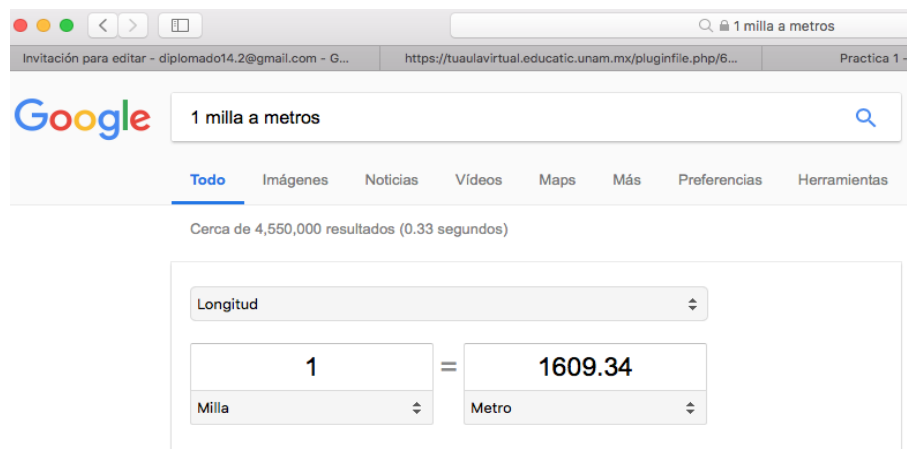 1 milla a metros
Invitación para editar - diplomado14.2@gmail.com - G... https://tuaulavirtual.educatic.unam.mx/pluginfile.php/6... Practica 1 -
Google 1 milla a metros
Todo Imágenes Noticias Vídeos Maps Más Preferencias Herramientas
Cerca de 4,550,000 resultados (0.33 segundos)
Longitud
1 = 1609.34
Milla Metro